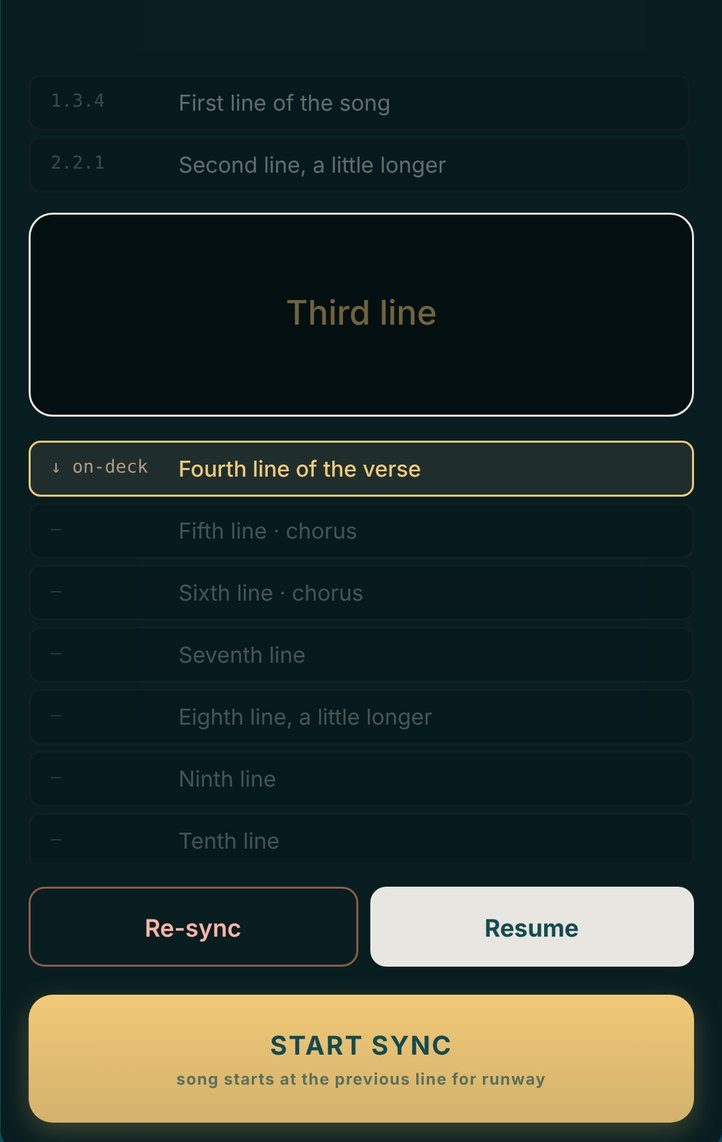 1.3.4 First line of the song
2.2.1 Second line, a little longer
Third line
↓ on-deck Fourth line of the verse
— Fifth line · chorus
— Sixth line · chorus
— Seventh line
— Eighth line, a little longer
— Ninth line
— Tenth line
Re-sync Resume
START SYNC
song starts at the previous line for runway